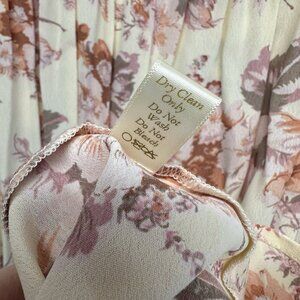 Dry Clean
Only
Do Not
Wash
Do Not
Bleach